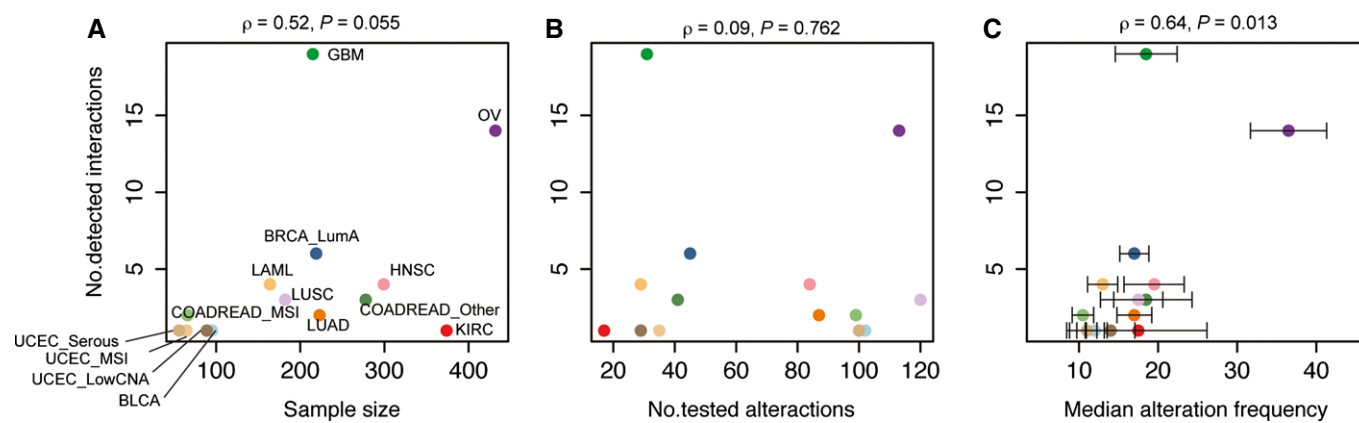 A
ρ = 0.52, P = 0.055
No.detected interactions
15
10
5
GBM
OV
BRCA_LumA
LAML
HNSC
LUSC
COADREAD_MSI
COADREAD_Other
LUAD
KIRC
UCEC_Serous
UCEC_MSI
UCEC_LowCNA
BLCA
100 200 300 400
Sample size
B
ρ = 0.09, P = 0.762
15
10
5
20 40 60 80 100 120
No.tested alteractions
C
ρ = 0.64, P = 0.013
15
10
5
10 20 30 40
Median alteration frequency